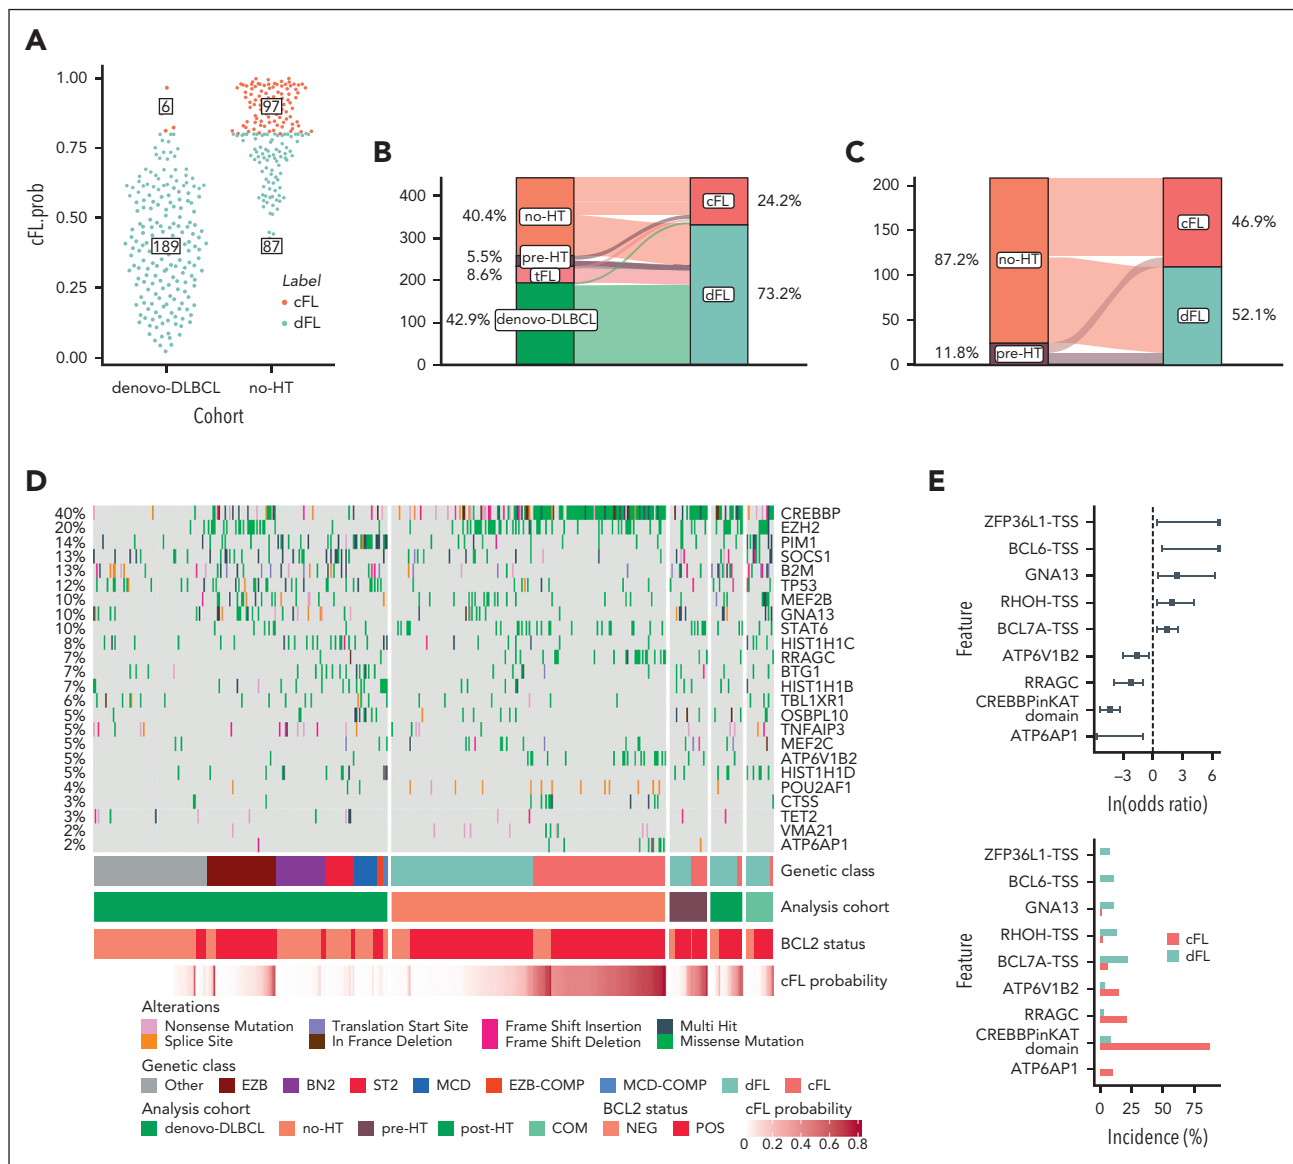 A
1.00
0.75
0.50
0.25
0.00
cFL.prob
6
97
189
87
Label
cFL
dFL
denovo-DLBCL
no-HT
Cohort
B
400
300
200
100
0
40.4%
5.5%
8.6%
42.9%
no-HT
pre-HT
tFL
denovo-DLBCL
cFL
dFL
24.2%
73.2%
C
200
150
100
50
0
87.2%
11.8%
no-HT
pre-HT
cFL
dFL
46.9%
52.1%
D
40% CREBBP
20% EZH2
14% PIM1
13% SOCS1
13% B2M
12% TP53
10% MEF2B
10% GNA13
10% STAT6
8% HIST1H1C
7% RRAGC
7% BTG1
7% HIST1H1B
6% TBL1XR1
5% OSBPL10
5% TNFAIP3
5% MEF2C
5% ATP6V1B2
5% HIST1H1D
4% POU2AF1
3% CTSS
3% TET2
2% VMA21
2% ATP6AP1
Genetic class
Analysis cohort
BCL2 status
cFL probability
Alterations
Nonsense Mutation Translation Start Site Frame Shift Insertion Multi Hit
Splice Site In France Deletion Frame Shift Deletion Missense Mutation
Genetic class
Other EZB BN2 ST2 MCD EZB-COMP MCD-COMP dFL cFL
Analysis cohort BCL2 status cFL probability
denovo-DLBCL no-HT pre-HT post-HT COM NEG POS
0 0.2 0.4 0.6 0.8
E
Feature
ZFP36L1-TSS
BCL6-TSS
GNA13
RHOH-TSS
BCL7A-TSS
ATP6V1B2
RRAGC
CREBBPinKAT
domain
ATP6AP1
−3 0 3 6
ln(odds ratio)
Feature
ZFP36L1-TSS
BCL6-TSS
GNA13
RHOH-TSS
BCL7A-TSS
ATP6V1B2
RRAGC
CREBBPinKAT
domain
ATP6AP1
cFL
dFL
0 25 50 75
Incidence (%)